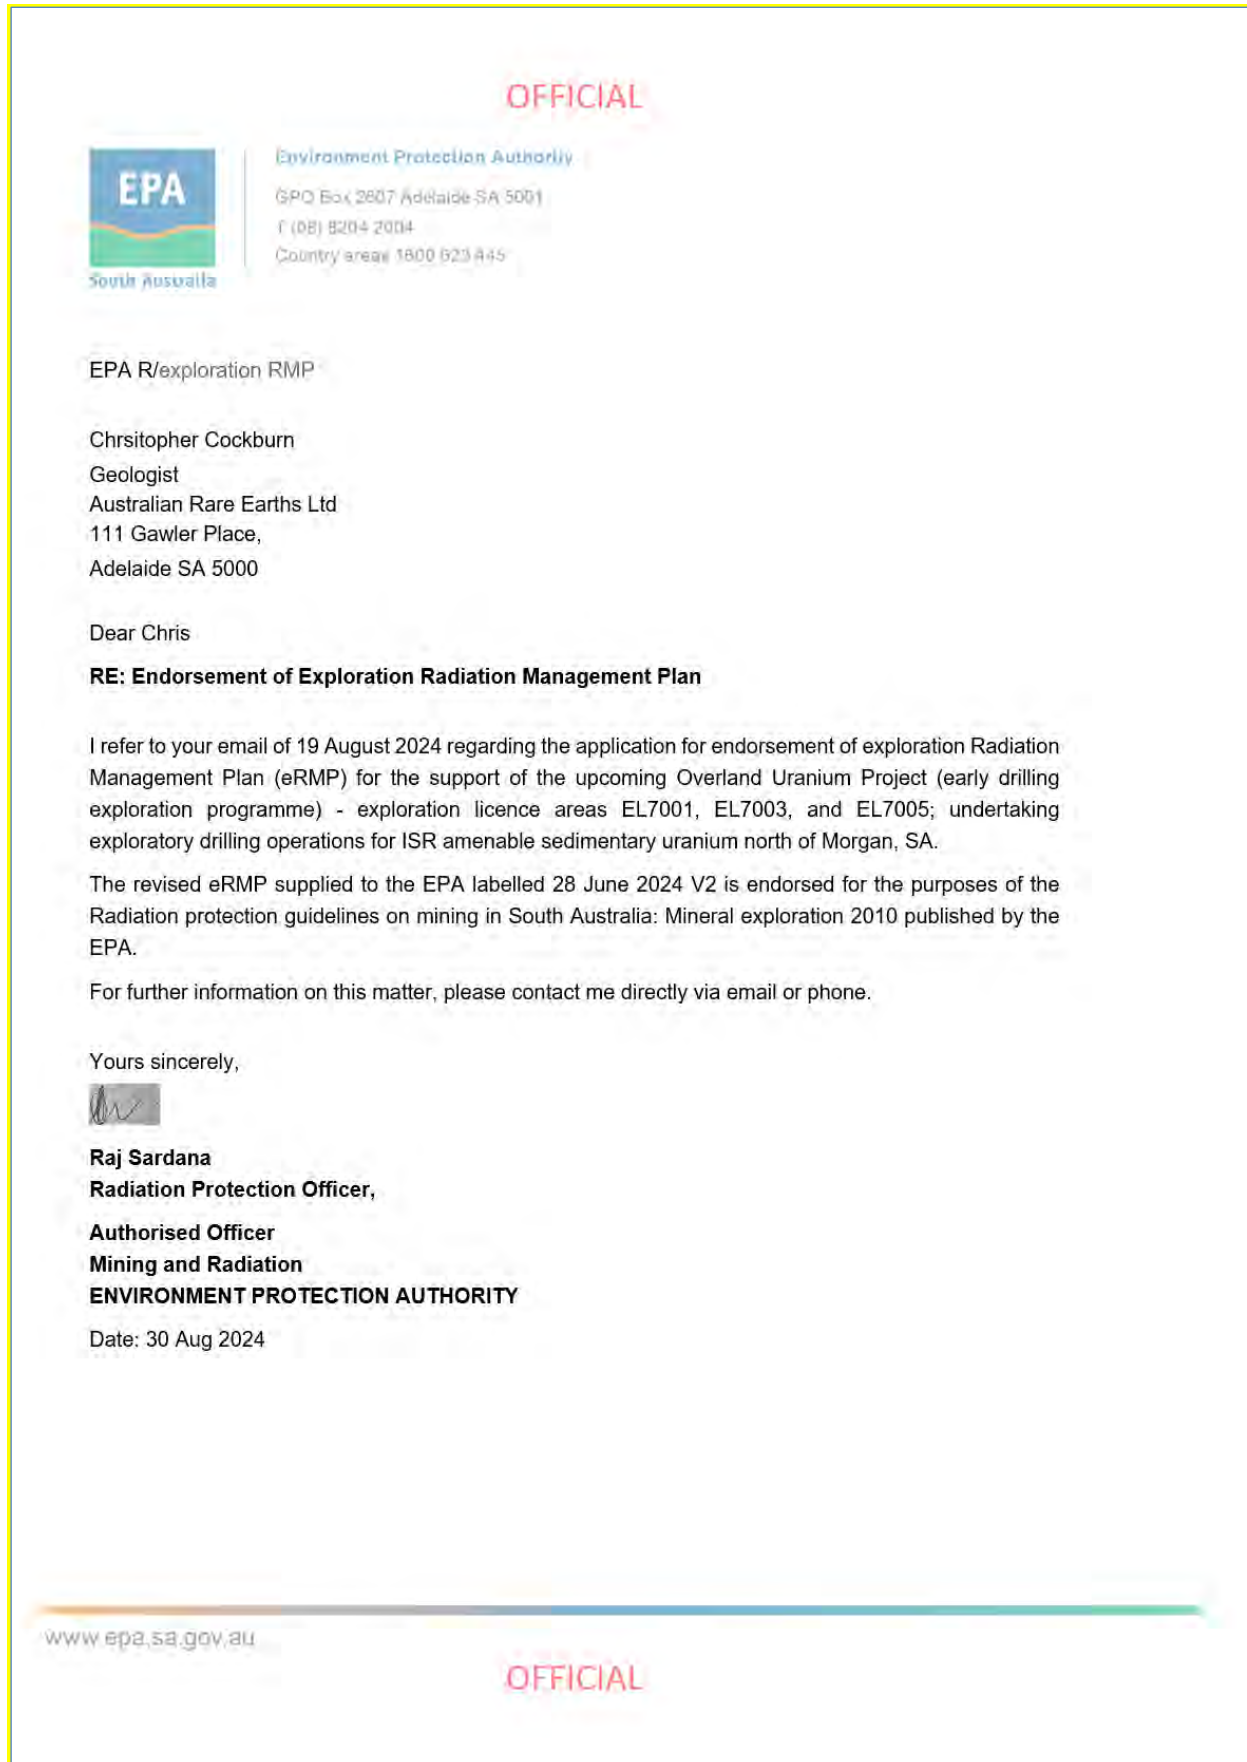 OFFICIAL
EPA
South Australia
Environment Protection Authority
GPO Box 2607 Adelaide SA 5001
T (08) 8204 2004
Country areas 1800 623 445
EPA R/exploration RMP
Chrsitopher Cockburn
Geologist
Australian Rare Earths Ltd
111 Gawler Place,
Adelaide SA 5000
Dear Chris
RE: Endorsement of Exploration Radiation Management Plan
I refer to your email of 19 August 2024 regarding the application for endorsement of exploration Radiation
Management Plan (eRMP) for the support of the upcoming Overland Uranium Project (early drilling
exploration programme) - exploration licence areas EL7001, EL7003, and EL7005; undertaking
exploratory drilling operations for ISR amenable sedimentary uranium north of Morgan, SA.
The revised eRMP supplied to the EPA labelled 28 June 2024 V2 is endorsed for the purposes of the
Radiation protection guidelines on mining in South Australia: Mineral exploration 2010 published by the
EPA.
For further information on this matter, please contact me directly via email or phone.
Yours sincerely,
Raj Sardana
Radiation Protection Officer,
Authorised Officer
Mining and Radiation
ENVIRONMENT PROTECTION AUTHORITY
Date: 30 Aug 2024
www.epa.sa.gov.au
OFFICIAL